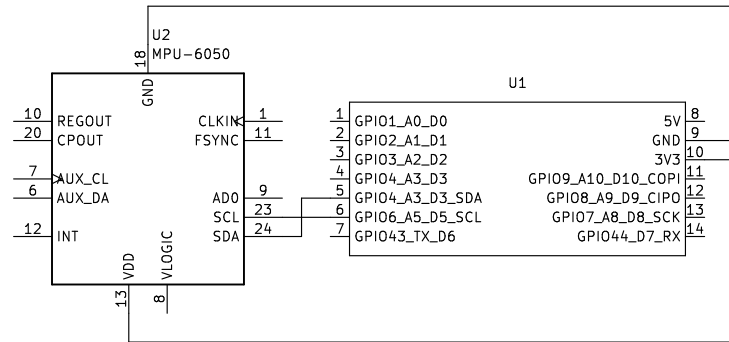 U2
MPU-6050
18
GND
U1
10 REGOUT CLKIN 1
20 CPOUT FSYNC 11
7 AUX_CL
6 AUX_DA AD0 9
SCL 23
12 INT SDA 24
VDD VLOGIC
13 8
1 GPIO1_A0_D0 5V 8
2 GPIO2_A1_D1 GND 9
3 GPIO3_A2_D2 3V3 10
4 GPIO4_A3_D3 GPIO9_A10_D10_COPI 11
5 GPIO4_A3_D3_SDA GPIO8_A9_D9_CIPO 12
6 GPIO6_A5_D5_SCL GPIO7_A8_D8_SCK 13
7 GPIO43_TX_D6 GPIO44_D7_RX 14